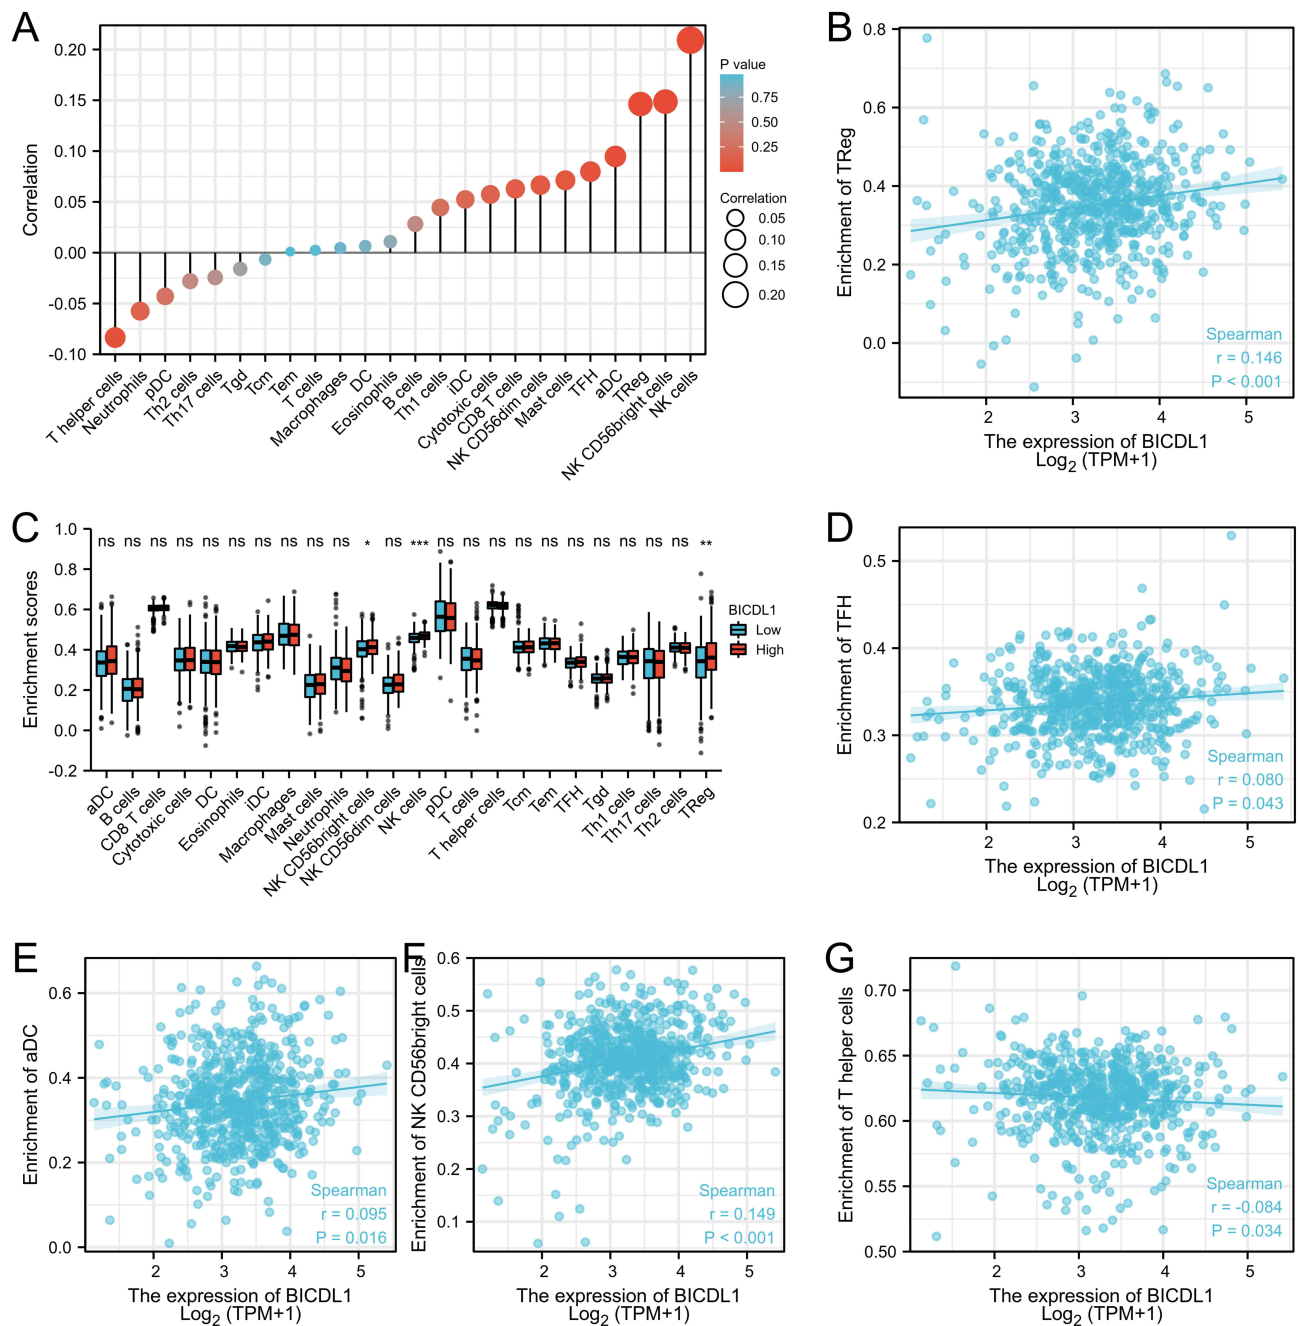 A
0.20
0.15
0.10
0.05
0.00
-0.05
-0.10
Correlation
T helper cells
Neutrophils
pDC
Th2 cells
Th17 cells
Tgd
Tcm
Tem
T cells
Macrophages
DC
Eosinophils
B cells
Th1 cells
iDC
Cytotoxic cells
CD8 T cells
NK CD56dim cells
Mast cells
TFH
aDC
TReg
NK CD56bright cells
NK cells
P value
0.75
0.50
0.25
Correlation
0.05
0.10
0.15
0.20
B
0.8
0.6
0.4
0.2
0.0
Enrichment of TReg
Spearman
r = 0.146
P < 0.001
2 3 4 5
The expression of BICDL1
Log2 (TPM+1)
C
1.0
0.8
0.6
0.4
0.2
0.0
-0.2
Enrichment scores
ns ns ns ns ns ns ns ns ns ns * ns *** ns ns ns ns ns ns ns ns ns ns **
aDC
B cells
CD8 T cells
Cytotoxic cells
DC
Eosinophils
iDC
Macrophages
Mast cells
Neutrophils
NK CD56bright cells
NK CD56dim cells
NK cells
pDC
T cells
T helper cells
Tcm
Tem
TFH
Tgd
Th1 cells
Th17 cells
Th2 cells
TReg
BICDL1
Low
High
D
0.5
0.4
0.3
0.2
Enrichment of TFH
Spearman
r = 0.080
P = 0.043
2 3 4 5
The expression of BICDL1
Log2 (TPM+1)
E
0.6
0.4
0.2
0.0
Enrichment of aDC
Spearman
r = 0.095
P = 0.016
2 3 4 5
The expression of BICDL1
Log2 (TPM+1)
F
0.6
0.5
0.4
0.3
0.2
0.1
Enrichment of NK CD56bright cells
Spearman
r = 0.149
P < 0.001
2 3 4 5
The expression of BICDL1
Log2 (TPM+1)
G
0.70
0.65
0.60
0.55
0.50
Enrichment of T helper cells
Spearman
r = -0.084
P = 0.034
2 3 4 5
The expression of BICDL1
Log2 (TPM+1)